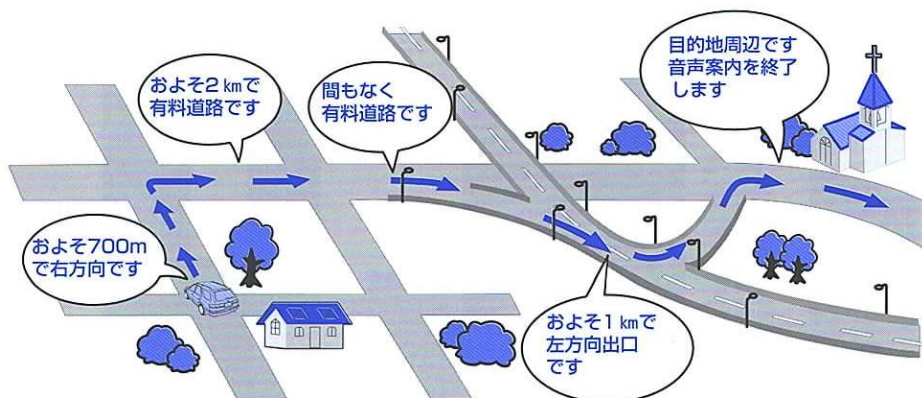 およそ2kmで
有料道路です
間もなく
有料道路です
目的地周辺です
音声案内を終了
します
およそ700m
で右方向です
およそ1kmで
左方向出口
です